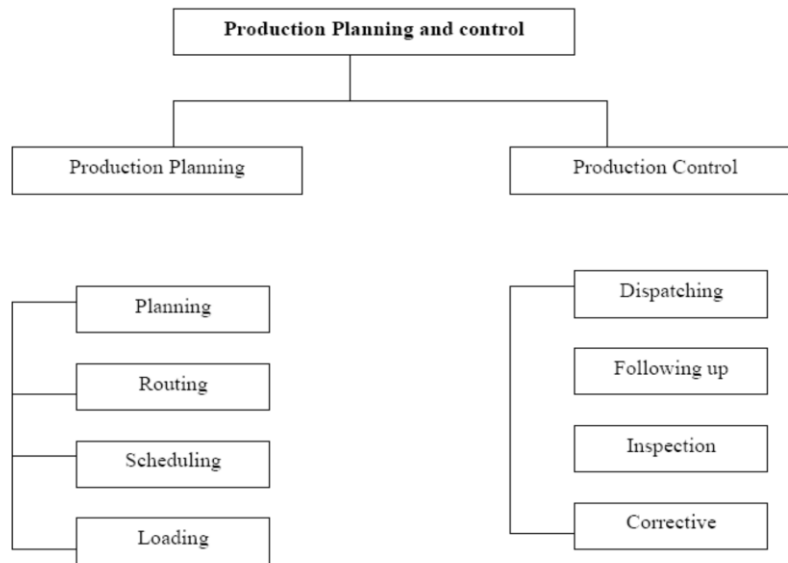 Production Planning and control
Production Planning
Production Control
Planning
Routing
Scheduling
Loading
Dispatching
Following up
Inspection
Corrective